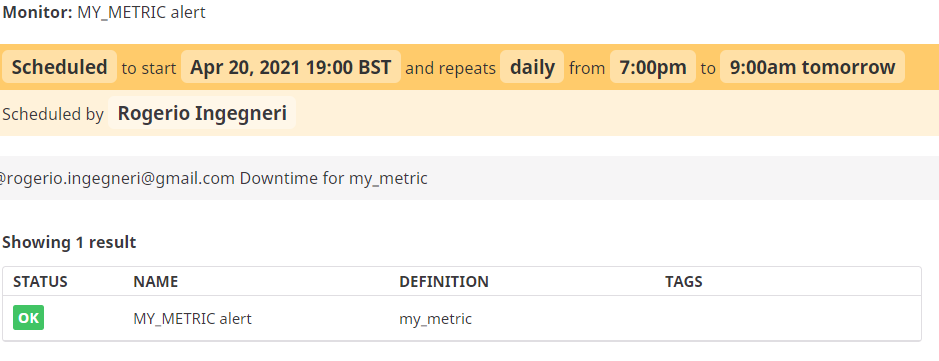 Monitor: MY_METRIC alert
Scheduled to start Apr 20, 2021 19:00 BST and repeats daily from 7:00pm to 9:00am tomorrow
Scheduled by Rogerio Ingegneri
@rogerio.ingegneri@gmail.com Downtime for my_metric
Showing 1 result
STATUS NAME DEFINITION TAGS
OK MY_METRIC alert my_metric